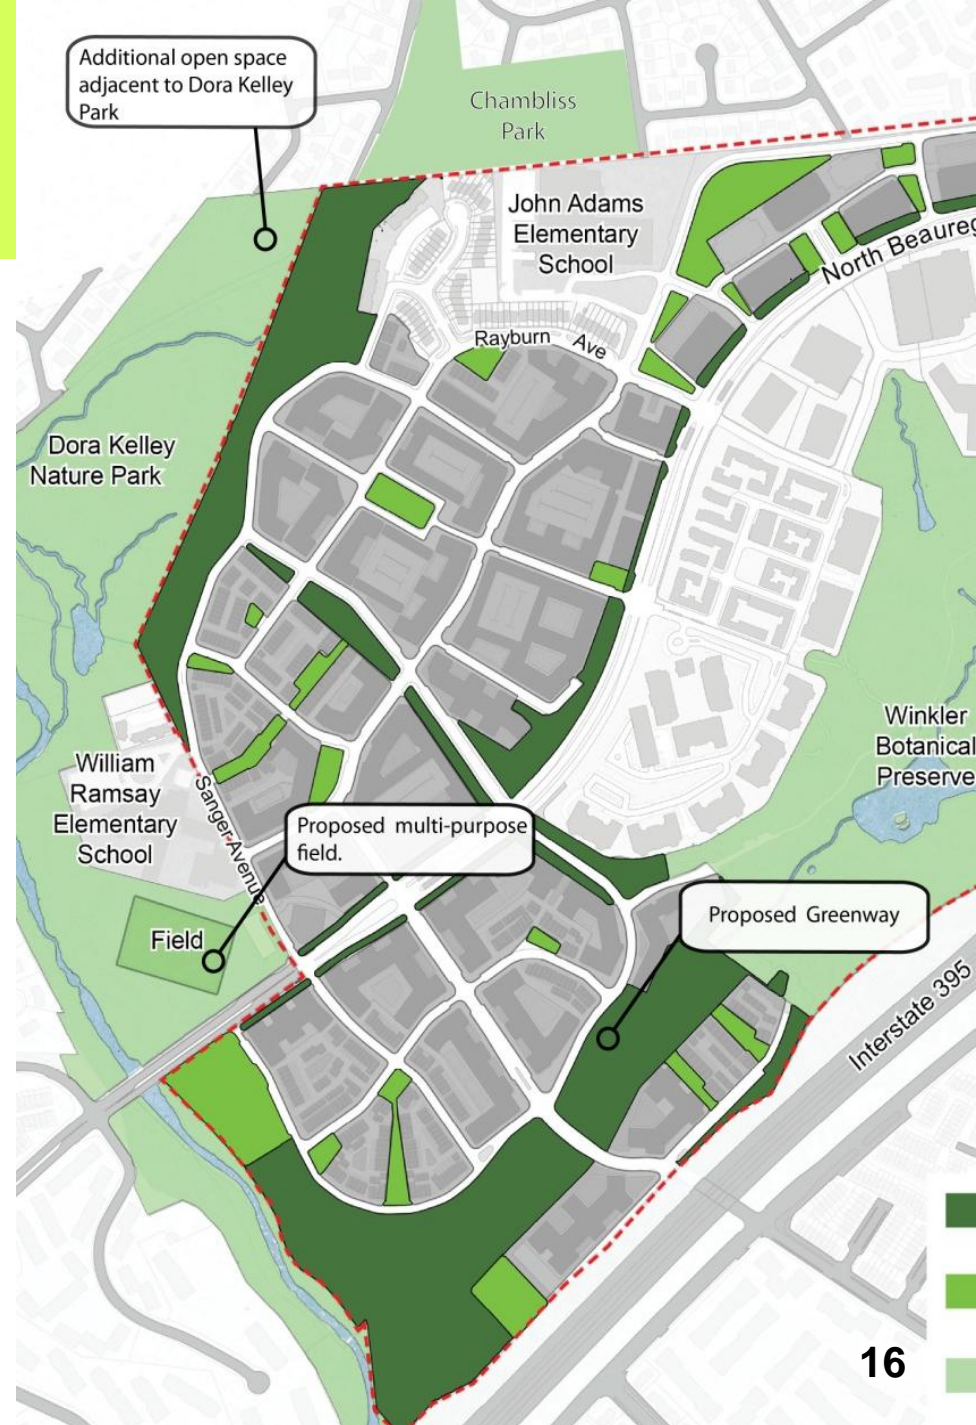 Additional open space
adjacent to Dora Kelley
Park
Chambliss
Park
John Adams
Elementary
School
North Beaureg
Rayburn Ave
Dora Kelley
Nature Park
Winkler
Botanical
Preserve
William
Ramsay
Elementary
School
Sanger Avenue
Proposed multi-purpose
field.
Field
Proposed Greenway
Interstate 395
16